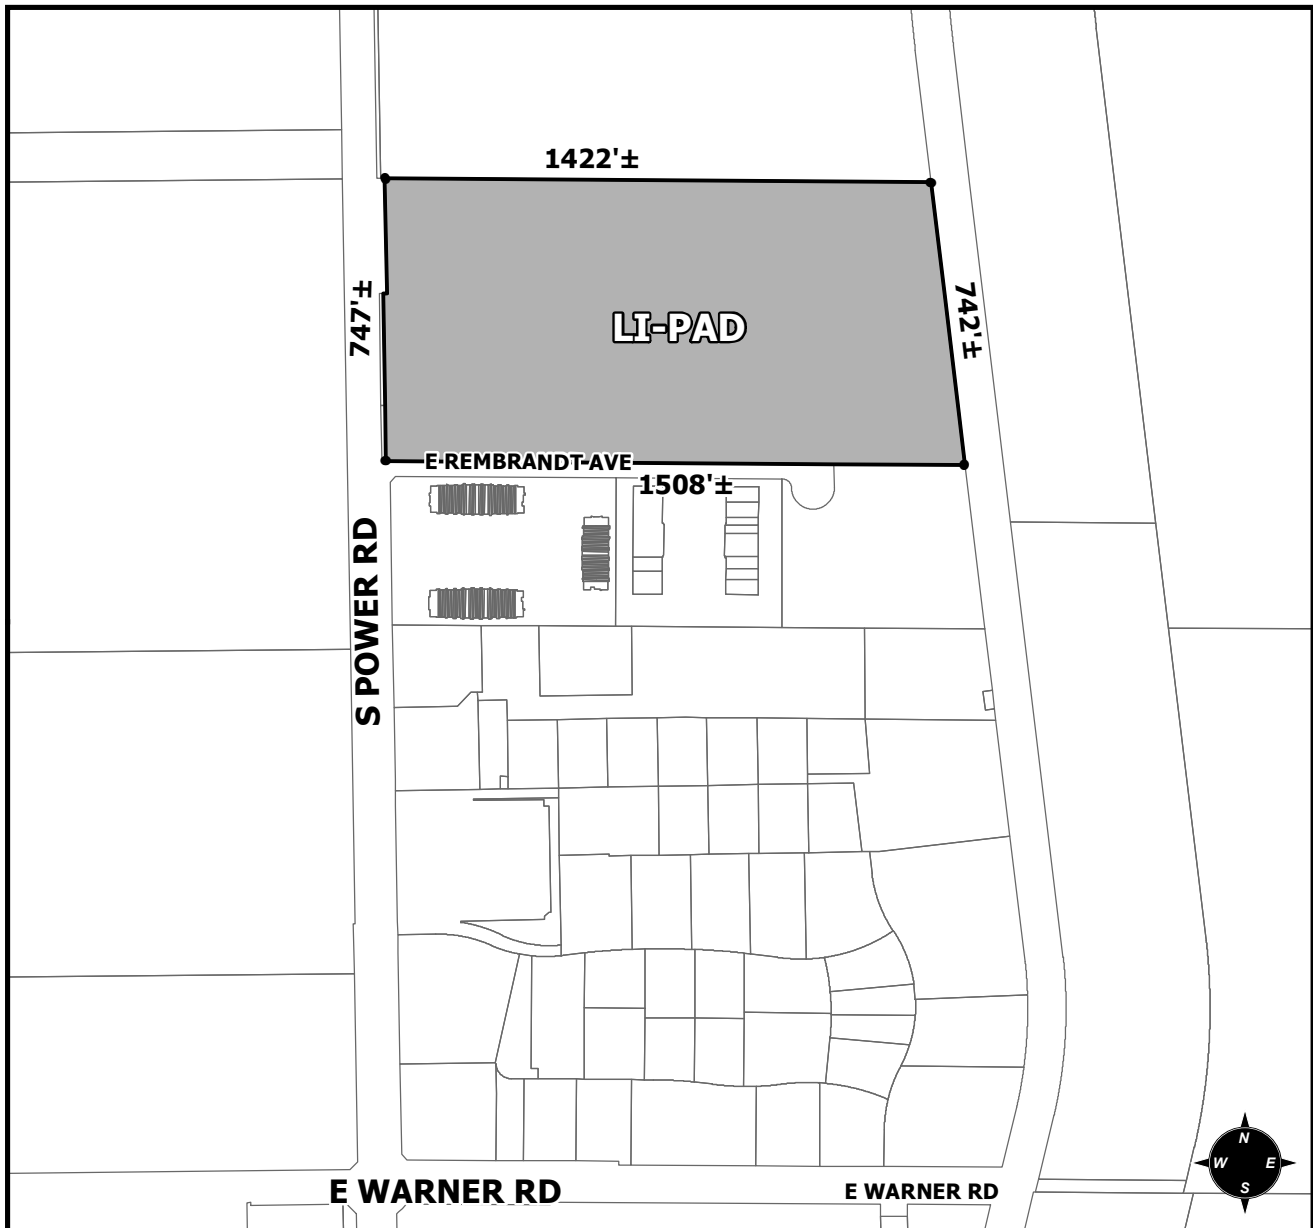 1422'±
747'±
LI-PAD
742'±
E REMBRANDT AVE
1508'±
S POWER RD
E WARNER RD
E WARNER RD
N
W E
S